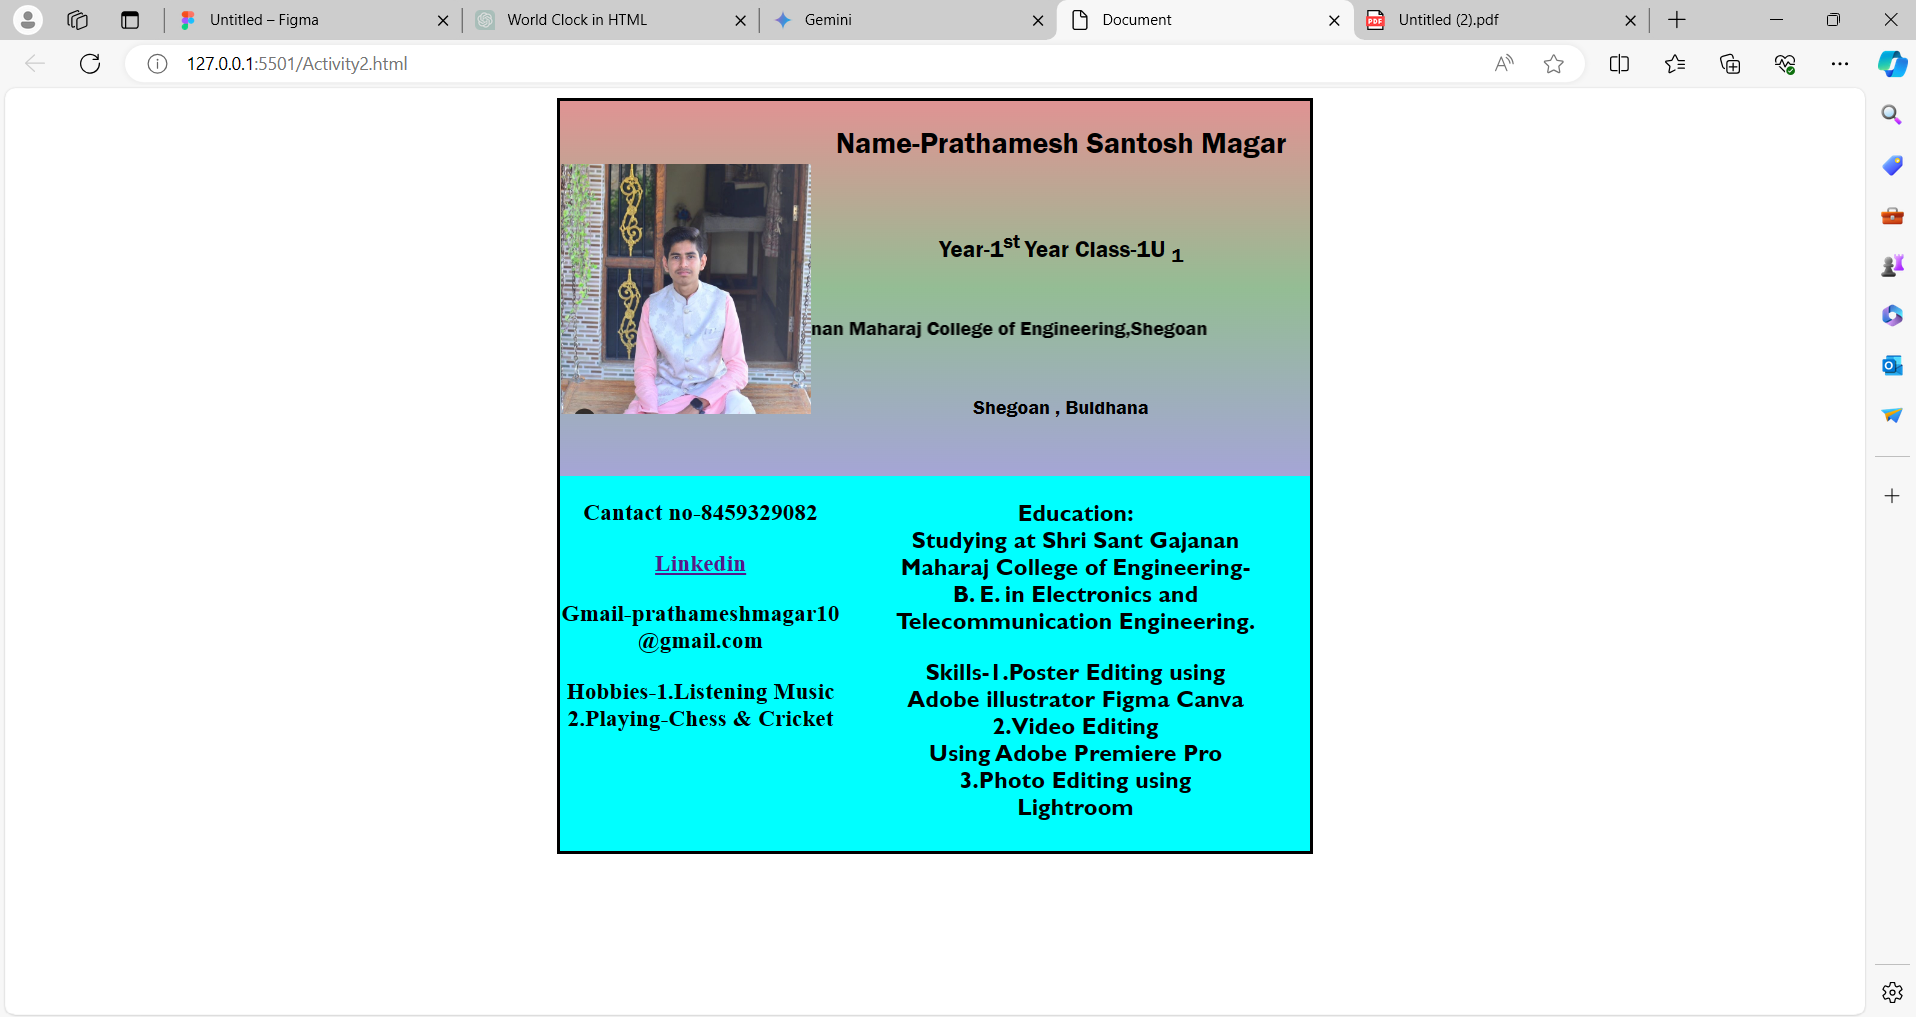 Untitled – Figma
World Clock in HTML
Gemini
Document
Untitled (2).pdf
127.0.0.1:5501/Activity2.html
Name-Prathamesh Santosh Magar
Year-1st Year Class-1U 1
nan Maharaj College of Engineering,Shegoan
Shegoan , Buldhana
Cantact no-8459329082
Linkedin
Gmail-prathameshmagar10
@gmail.com
Hobbies-1.Listening Music
2.Playing-Chess & Cricket
Education:
Studying at Shri Sant Gajanan
Maharaj College of Engineering-
B. E. in Electronics and
Telecommunication Engineering.
Skills-1.Poster Editing using
Adobe illustrator Figma Canva
2.Video Editing
Using Adobe Premiere Pro
3.Photo Editing using
Lightroom